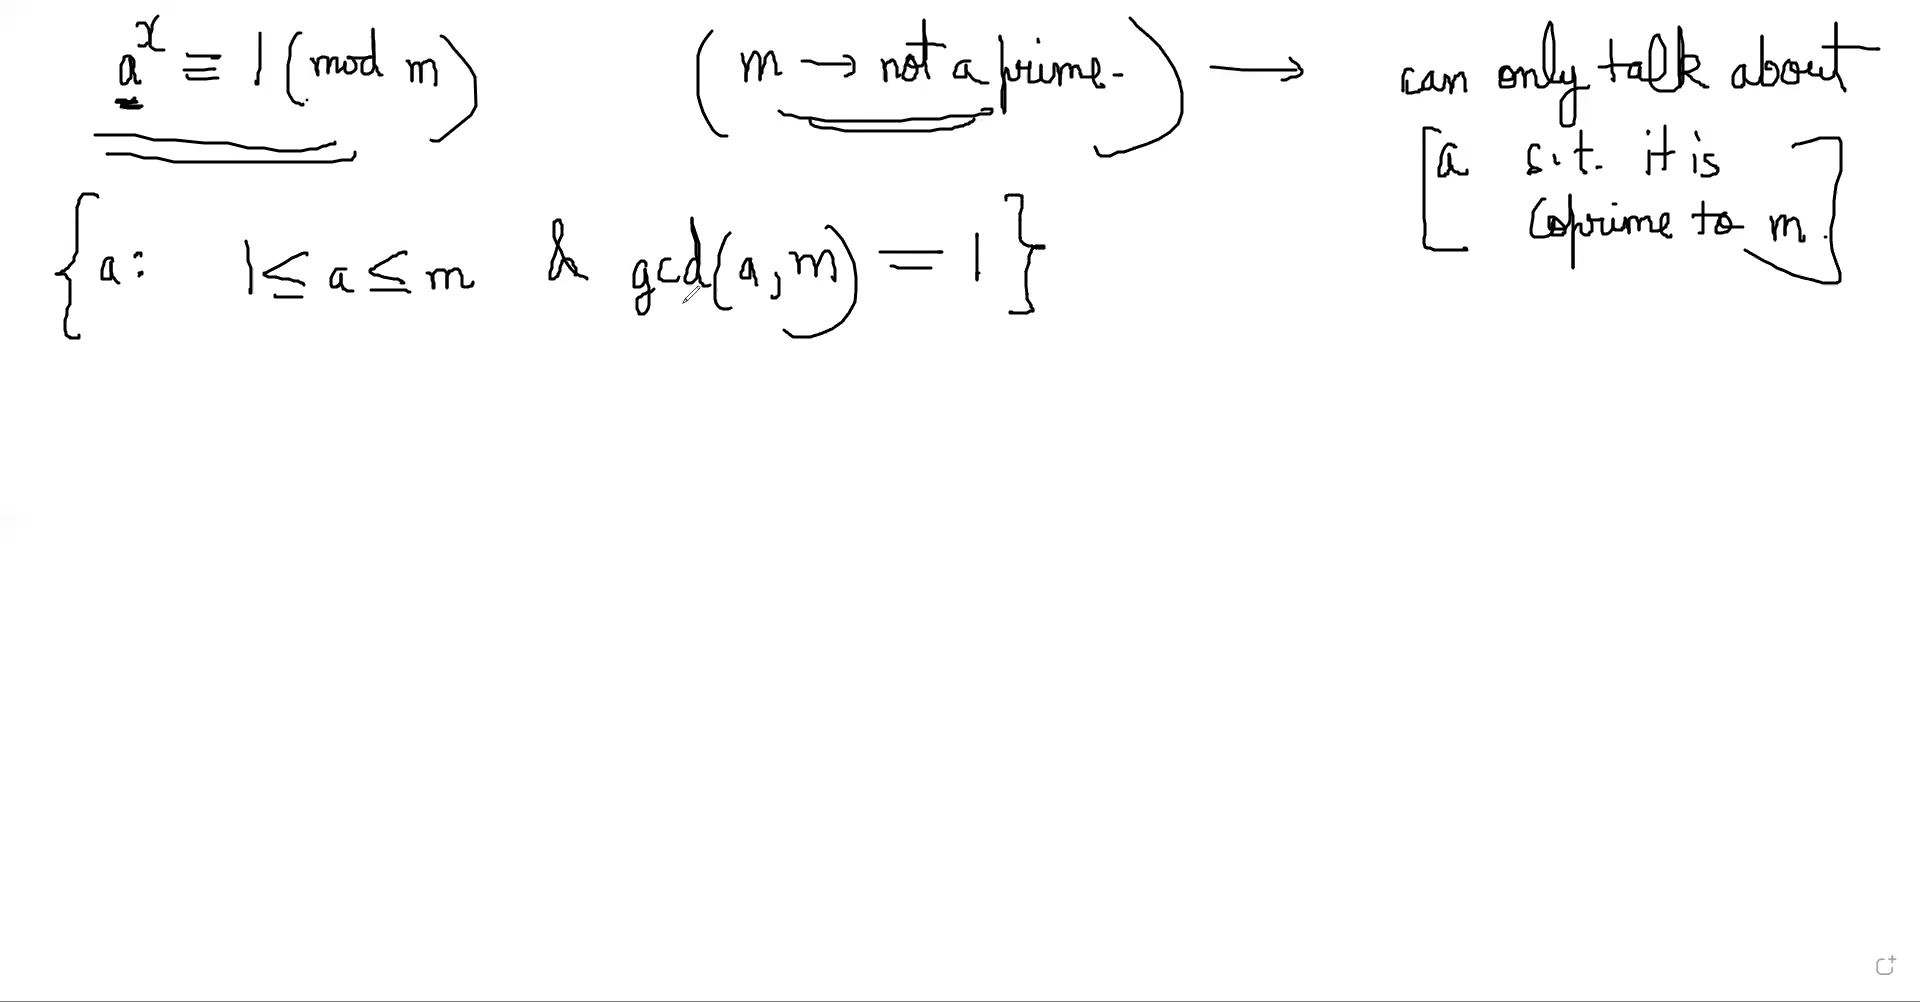 a^x ≡ 1 (mod m) (m → not a prime.) → can only talk about
[a s.t. it is
coprime to m.]
{a: 1 ≤ a ≤ m & gcd(a, m) = 1}